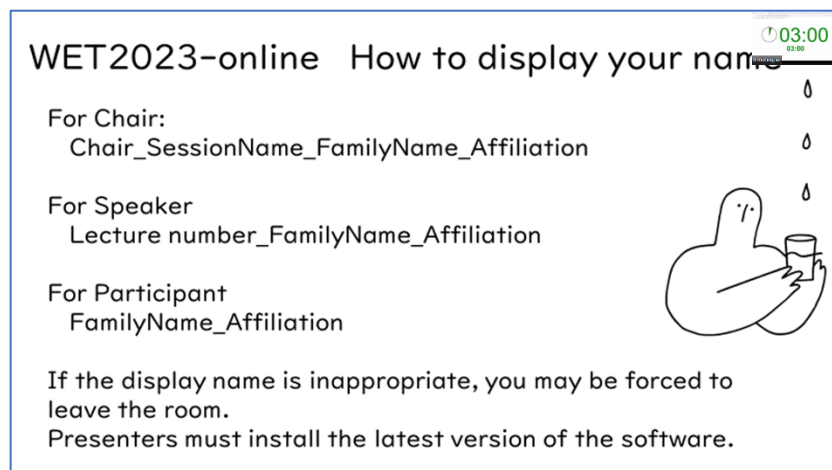 WET2023-online How to display your name
03:00
03:00
For Chair:
Chair_SessionName_FamilyName_Affiliation
For Speaker
Lecture number_FamilyName_Affiliation
For Participant
FamilyName_Affiliation
If the display name is inappropriate, you may be forced to
leave the room.
Presenters must install the latest version of the software.